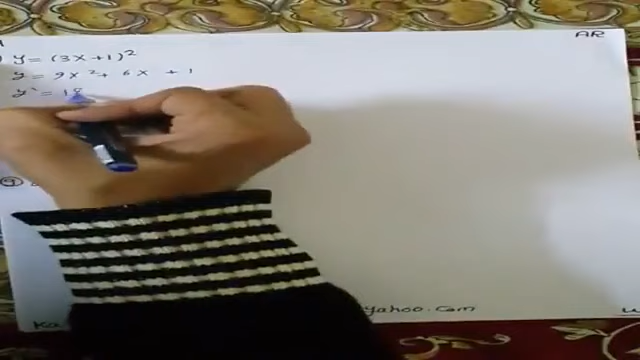 AR
y = (3x+1)²
y = 9x² + 6x + 1
y' = 18
yahoo.com